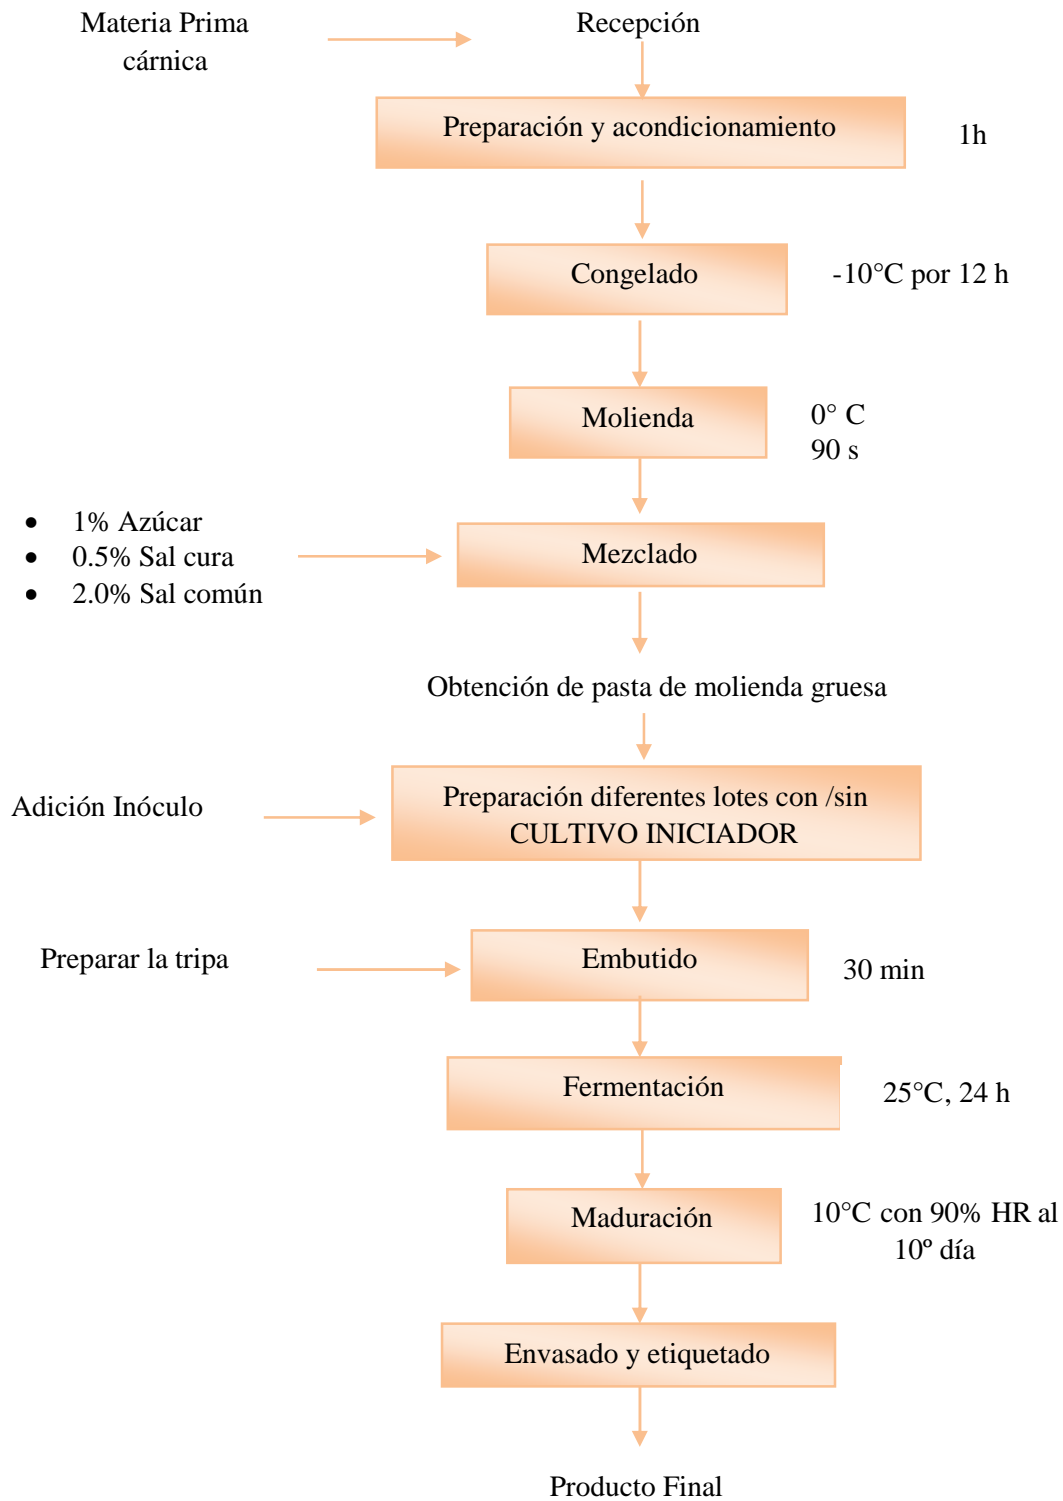 Materia Prima
cárnica
Recepción
Preparación y acondicionamiento
1h
Congelado
-10°C por 12 h
Molienda
0° C
90 s
• 1% Azúcar
• 0.5% Sal cura
• 2.0% Sal común
Mezclado
Obtención de pasta de molienda gruesa
Adición Inóculo
Preparación diferentes lotes con /sin
CULTIVO INICIADOR
Preparar la tripa
Embutido
30 min
Fermentación
25°C, 24 h
Maduración
10°C con 90% HR al
10º día
Envasado y etiquetado
Producto Final